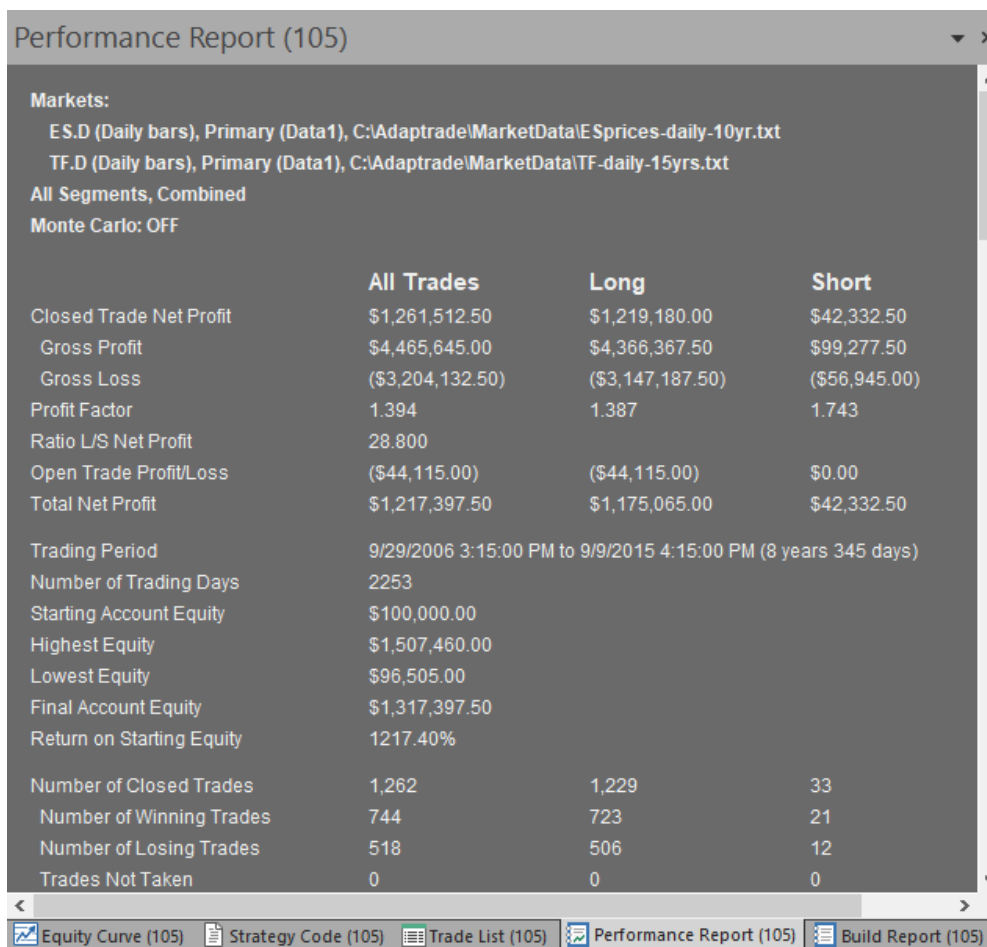 Performance Report (105)
Markets:
ES.D (Daily bars), Primary (Data1), C:\Adaptrade\MarketData\ESprices-daily-10yr.txt
TF.D (Daily bars), Primary (Data1), C:\Adaptrade\MarketData\TF-daily-15yrs.txt
All Segments, Combined
Monte Carlo: OFF
All Trades Long Short
Closed Trade Net Profit $1,261,512.50 $1,219,180.00 $42,332.50
Gross Profit $4,465,645.00 $4,366,367.50 $99,277.50
Gross Loss ($3,204,132.50) ($3,147,187.50) ($56,945.00)
Profit Factor 1.394 1.387 1.743
Ratio L/S Net Profit 28.800
Open Trade Profit/Loss ($44,115.00) ($44,115.00) $0.00
Total Net Profit $1,217,397.50 $1,175,065.00 $42,332.50
Trading Period 9/29/2006 3:15:00 PM to 9/9/2015 4:15:00 PM (8 years 345 days)
Number of Trading Days 2253
Starting Account Equity $100,000.00
Highest Equity $1,507,460.00
Lowest Equity $96,505.00
Final Account Equity $1,317,397.50
Return on Starting Equity 1217.40%
Number of Closed Trades 1,262 1,229 33
Number of Winning Trades 744 723 21
Number of Losing Trades 518 506 12
Trades Not Taken 0 0 0
Equity Curve (105) Strategy Code (105) Trade List (105) Performance Report (105) Build Report (105)